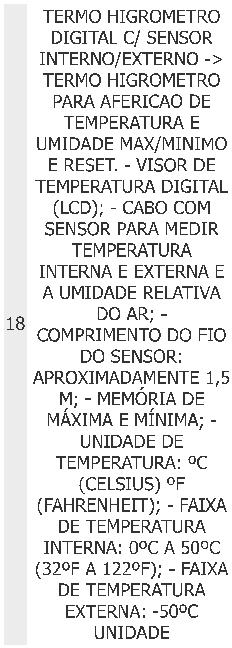 TERMO HIGROMETRO
DIGITAL C/ SENSOR
INTERNO/EXTERNO ->
TERMO HIGROMETRO
PARA AFERICAO DE
TEMPERATURA E
UMIDADE MAX/MINIMO
E RESET. - VISOR DE
TEMPERATURA DIGITAL
(LCD); - CABO COM
SENSOR PARA MEDIR
TEMPERATURA
INTERNA E EXTERNA E
A UMIDADE RELATIVA
DO AR; -
18 COMPRIMENTO DO FIO
DO SENSOR:
APROXIMADAMENTE 1,5
M; - MEMÓRIA DE
MÁXIMA E MÍNIMA; -
UNIDADE DE
TEMPERATURA: ºC
(CELSIUS) ºF
(FAHRENHEIT); - FAIXA
DE TEMPERATURA
INTERNA: 0ºC A 50ºC
(32ºF A 122ºF); - FAIXA
DE TEMPERATURA
EXTERNA: -50ºC
UNIDADE